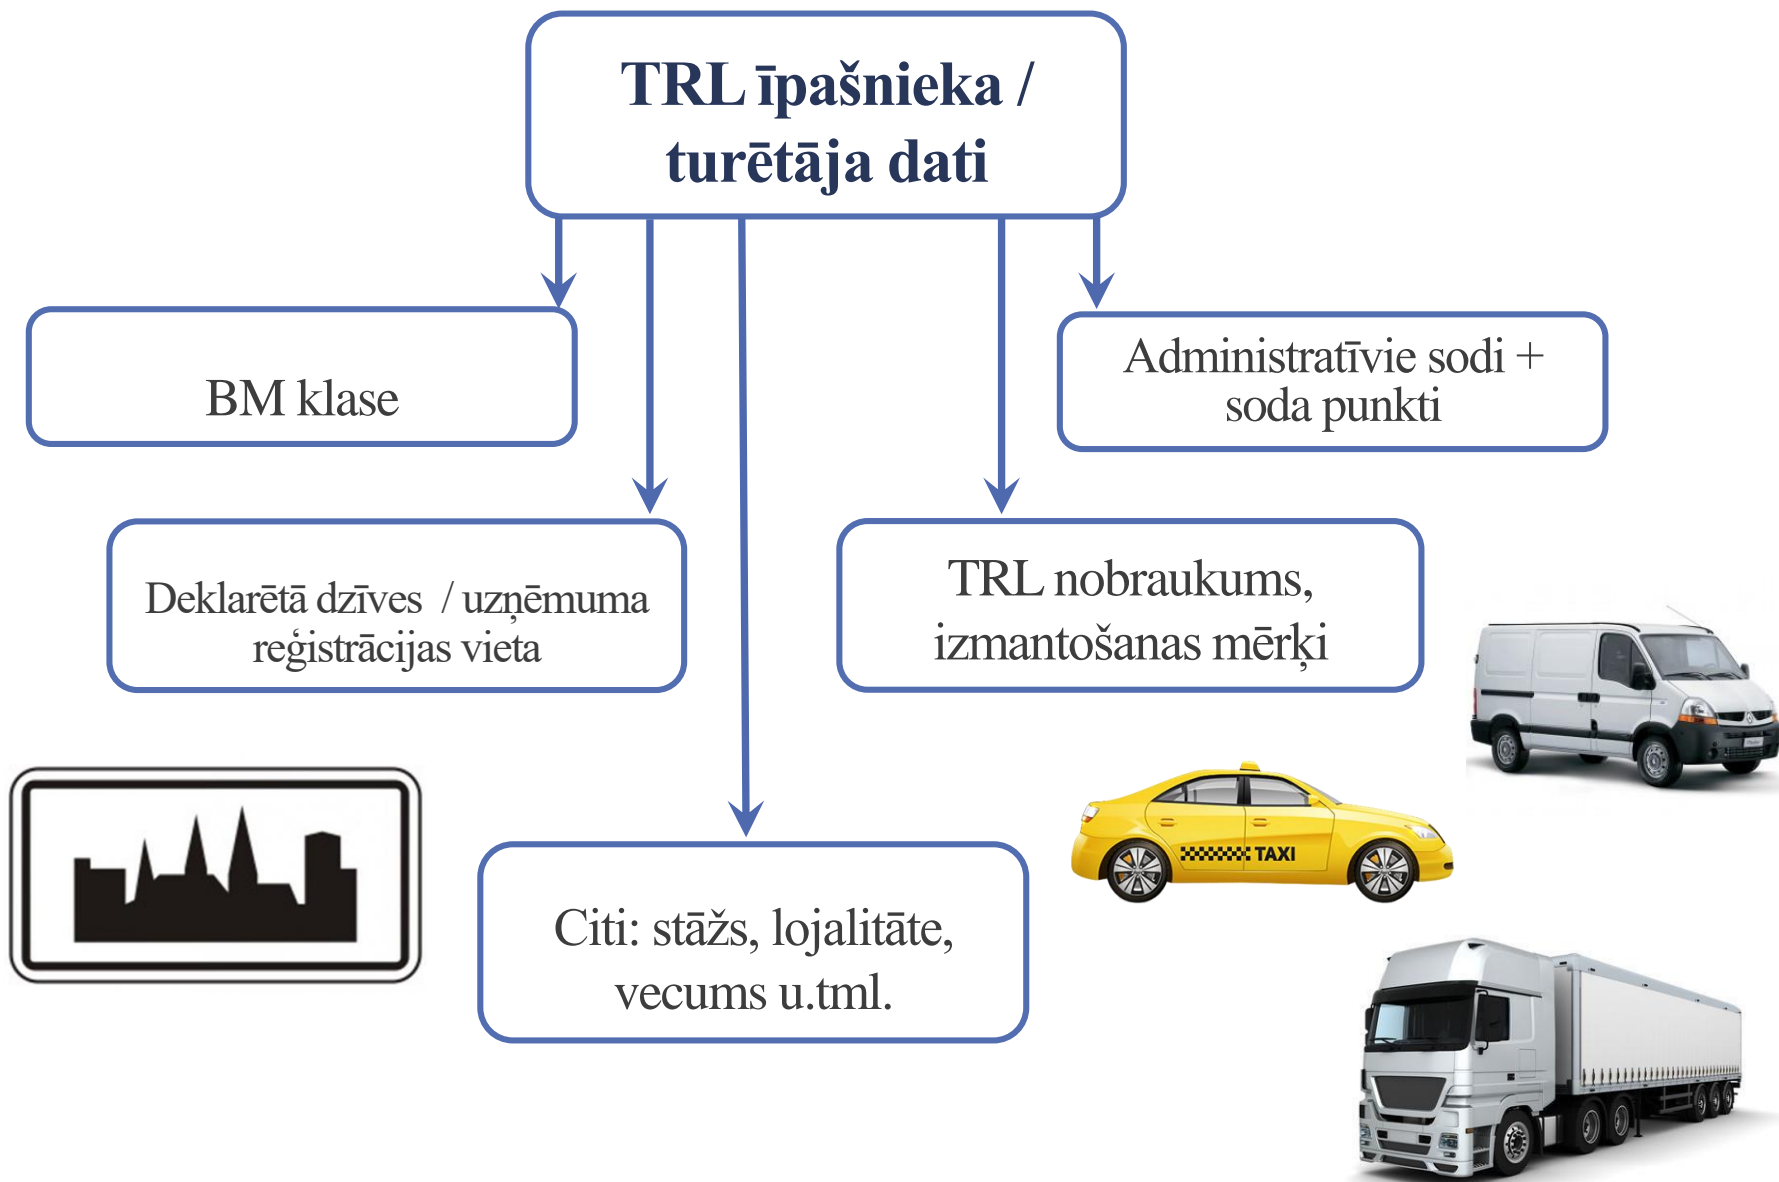 TRL īpašnieka /
turētāja dati
BM klase
Administratīvie sodi +
soda punkti
Deklarētā dzīves / uzņēmuma
reģistrācijas vieta
TRL nobraukums,
izmantošanas mērķi
Citi: stāžs, lojalitāte,
vecums u.tml.
TAXI